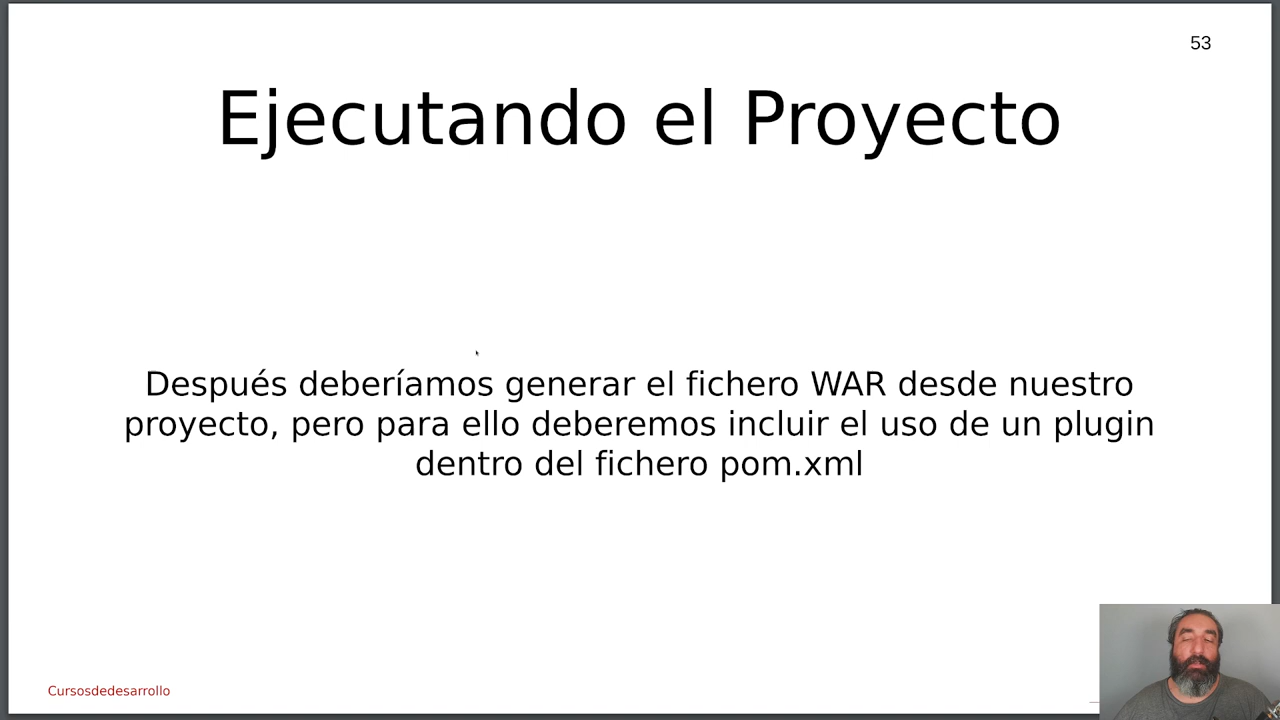 53
Ejecutando el Proyecto
Después deberíamos generar el fichero WAR desde nuestro
proyecto, pero para ello deberemos incluir el uso de un plugin
dentro del fichero pom.xml
Cursosdedesarrollo